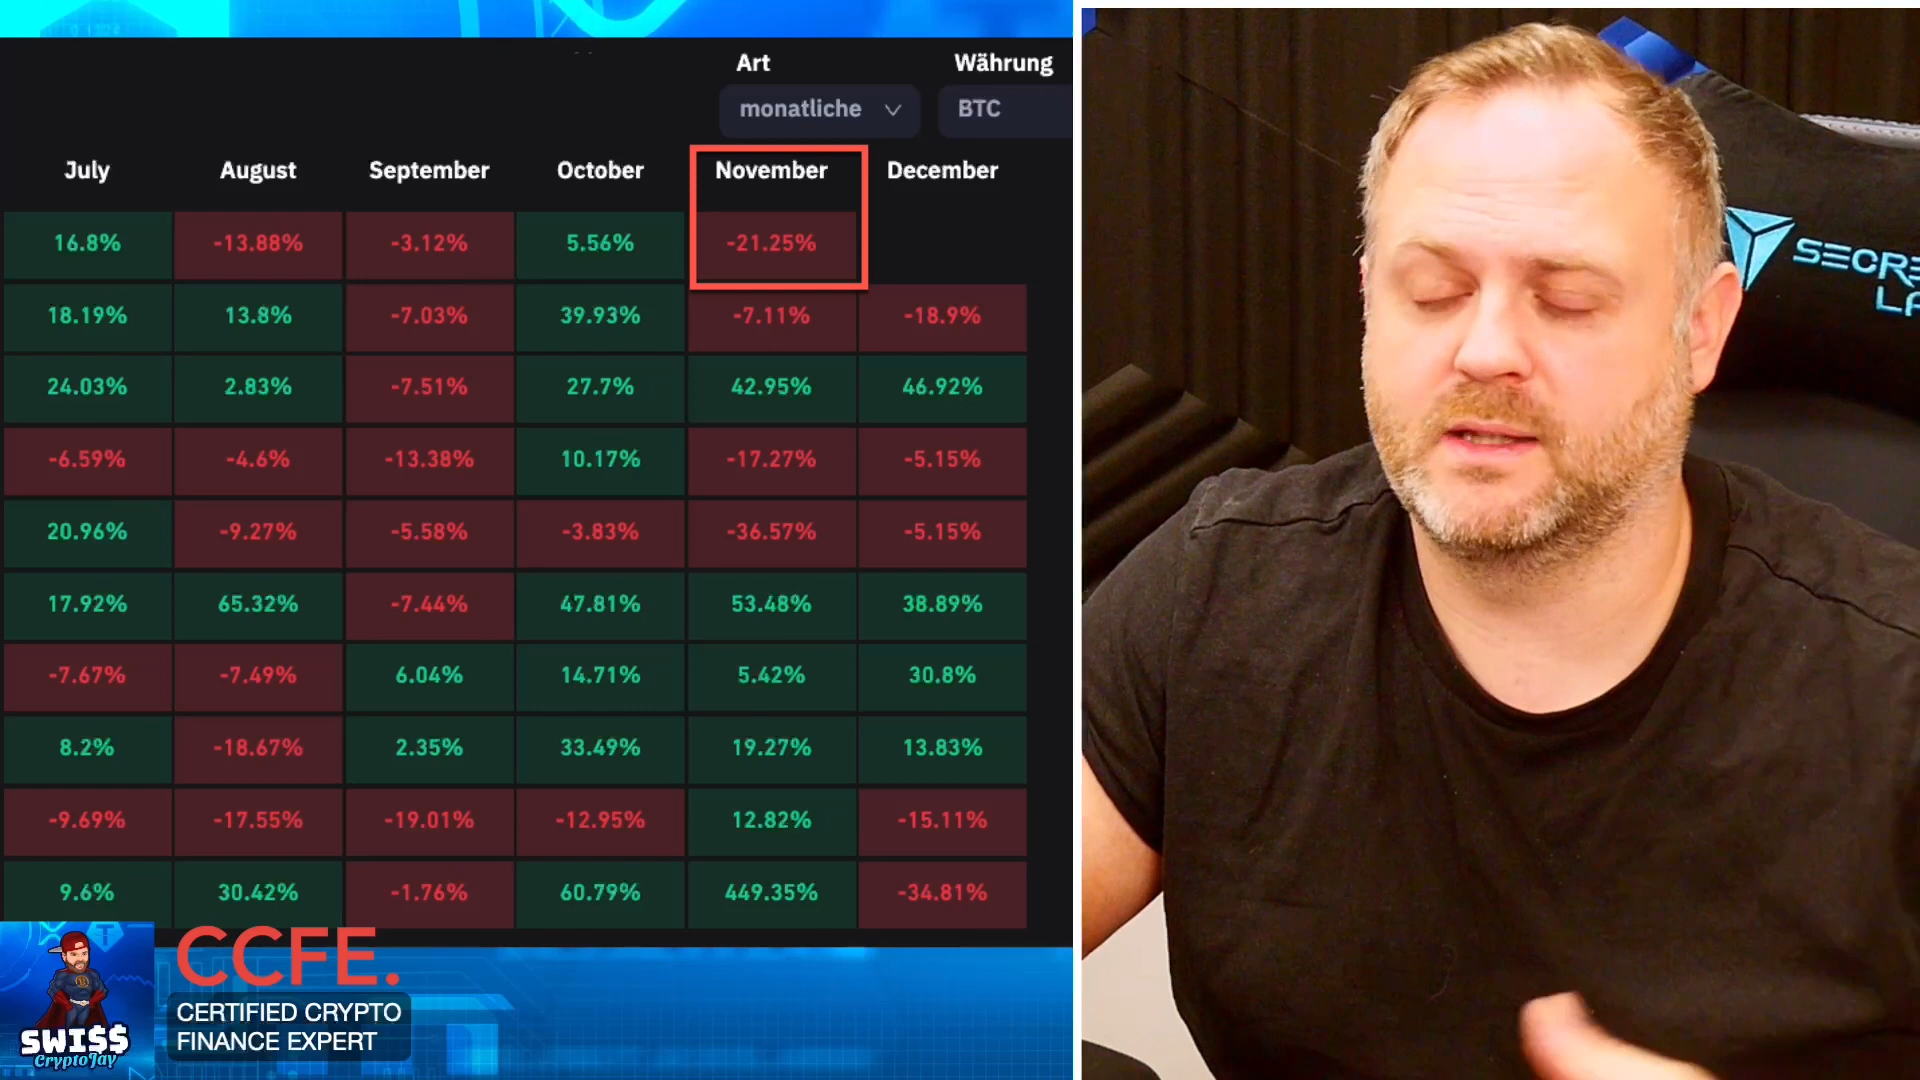 Art Währung
monatliche BTC
July August September October November December
16.8% -13.88% -3.12% 5.56% -21.25%
18.19% 13.8% -7.03% 39.93% -7.11% -18.9%
24.03% 2.83% -7.51% 27.7% 42.95% 46.92%
-6.59% -4.6% -13.38% 10.17% -17.27% -5.15%
20.96% -9.27% -5.58% -3.83% -36.57% -5.15%
17.92% 65.32% -7.44% 47.81% 53.48% 38.89%
-7.67% -7.49% 6.04% 14.71% 5.42% 30.8%
8.2% -18.67% 2.35% 33.49% 19.27% 13.83%
-9.69% -17.55% -19.01% -12.95% 12.82% -15.11%
9.6% 30.42% -1.76% 60.79% 449.35% -34.81%
CCFE.
CERTIFIED CRYPTO
FINANCE EXPERT
SWI$$
CryptoJay
SECRE
LA